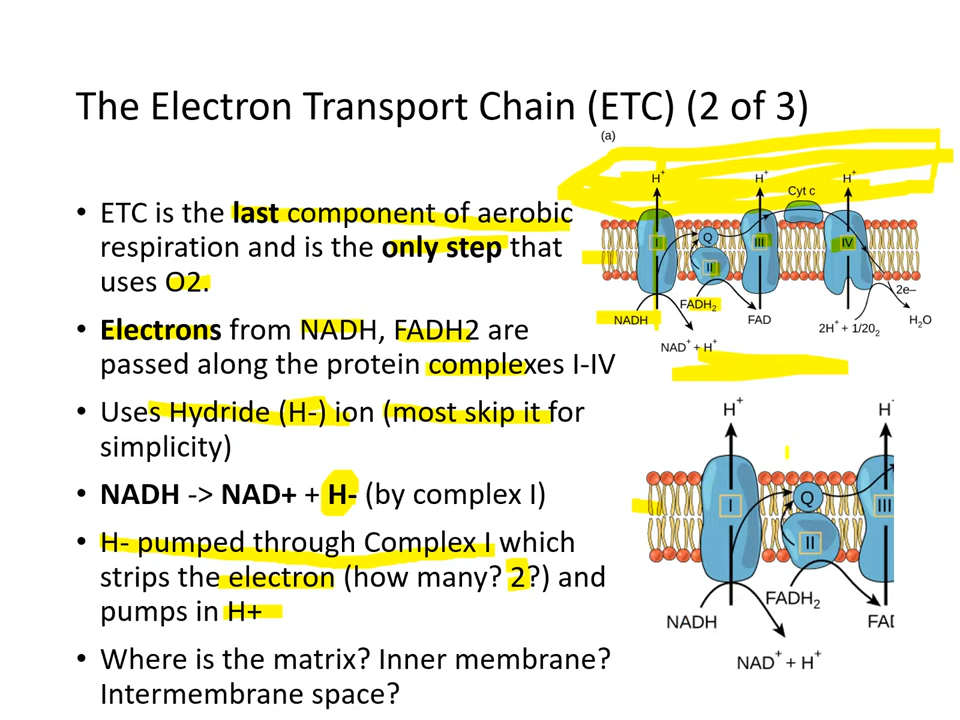 The Electron Transport Chain (ETC) (2 of 3)
• ETC is the last component of aerobic
respiration and is the only step that
uses O2.
• Electrons from NADH, FADH2 are
passed along the protein complexes I-IV
• Uses Hydride (H-) ion (most skip it for
simplicity)
• NADH -> NAD+ + H- (by complex I)
• H- pumped through Complex I which
strips the electron (how many? 2?) and
pumps in H+
• Where is the matrix? Inner membrane?
Intermembrane space?
(a)
H+ H+ H+
Cyt c
I Q III IV
II
FADH2
2e–
NADH FAD H2O
2H+ + 1/2O2
NAD+ + H+
H+ H+
I Q III
II
FADH2
NADH FAD
NAD+ + H+